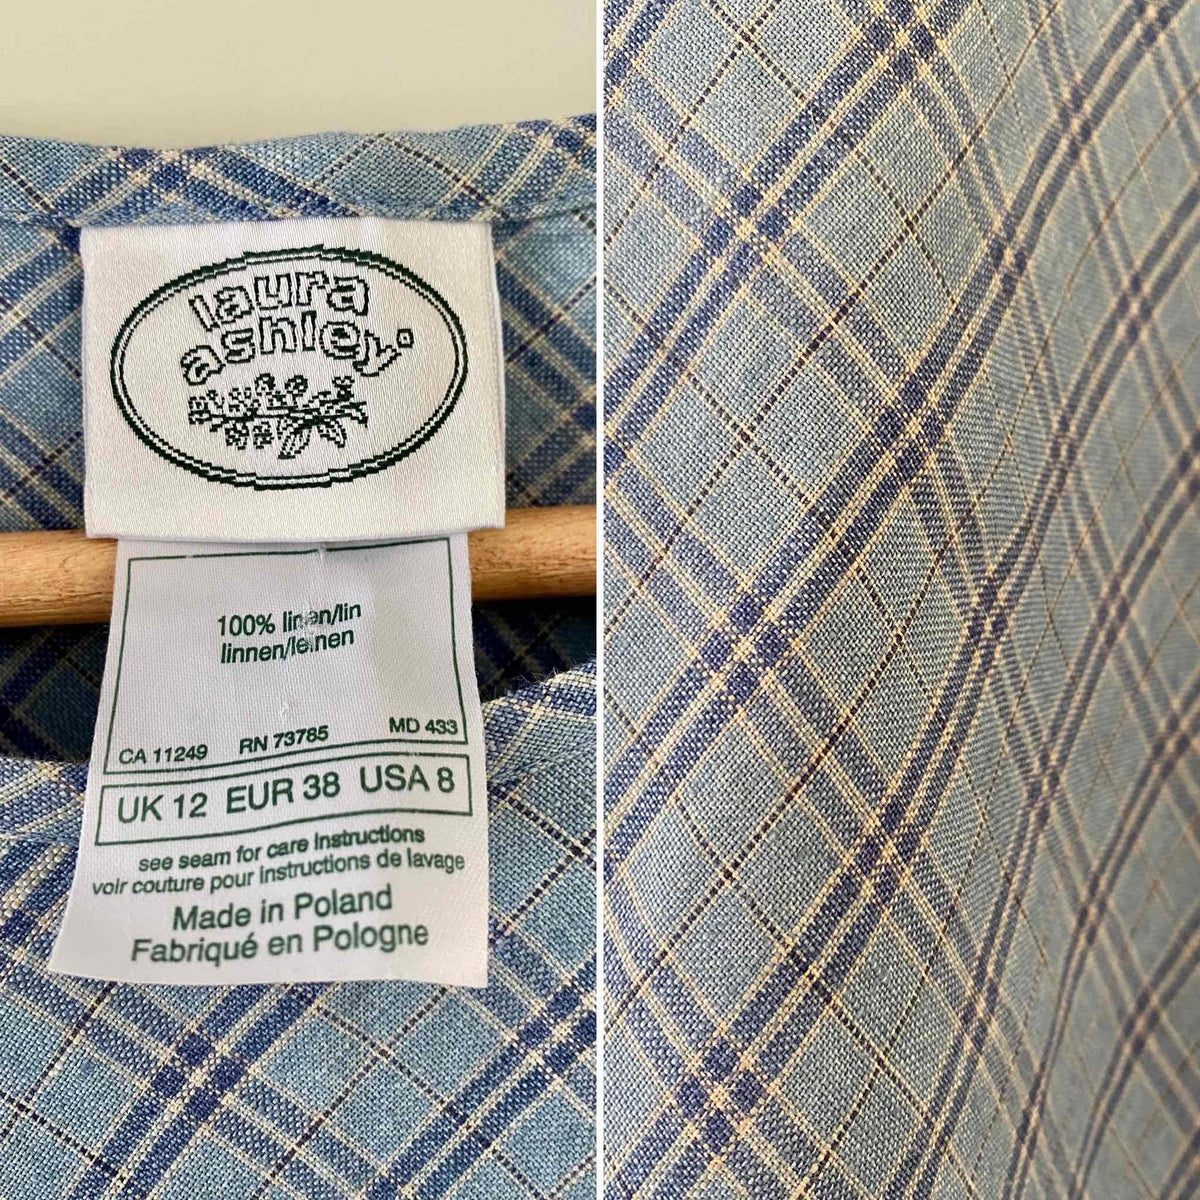 laura
ashley
100% linen/lin
linnen/leinen
CA 11249 RN 73785 MD 433
UK 12 EUR 38 USA 8
see seam for care instructions
voir couture pour instructions de lavage
Made in Poland
Fabriqué en Pologne